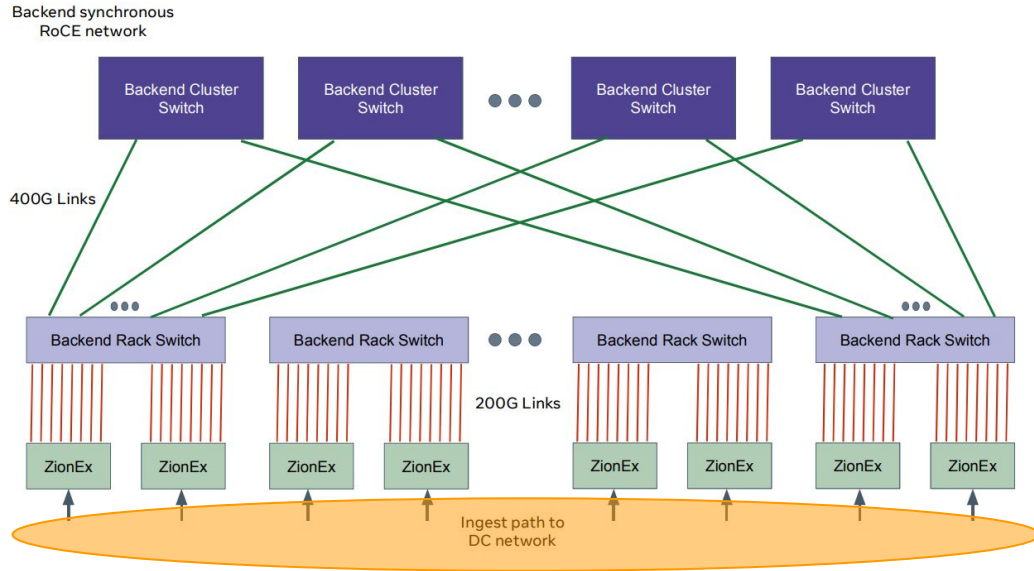 Backend synchronous
RoCE network
Backend Cluster
Switch
Backend Cluster
Switch
Backend Cluster
Switch
Backend Cluster
Switch
400G Links
Backend Rack Switch
Backend Rack Switch
Backend Rack Switch
Backend Rack Switch
200G Links
ZionEx
ZionEx
ZionEx
ZionEx
ZionEx
ZionEx
ZionEx
ZionEx
Ingest path to
DC network